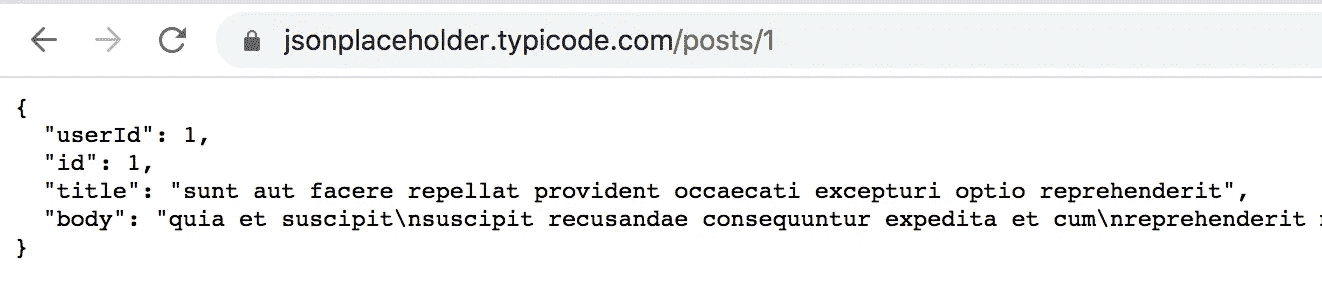 jsonplaceholder.typicode.com/posts/1
{
"userId": 1,
"id": 1,
"title": "sunt aut facere repellat provident occaecati excepturi optio reprehenderit",
"body": "quia et suscipit\nsuscipit recusandae consequuntur expedita et cum\nreprehenderit
}